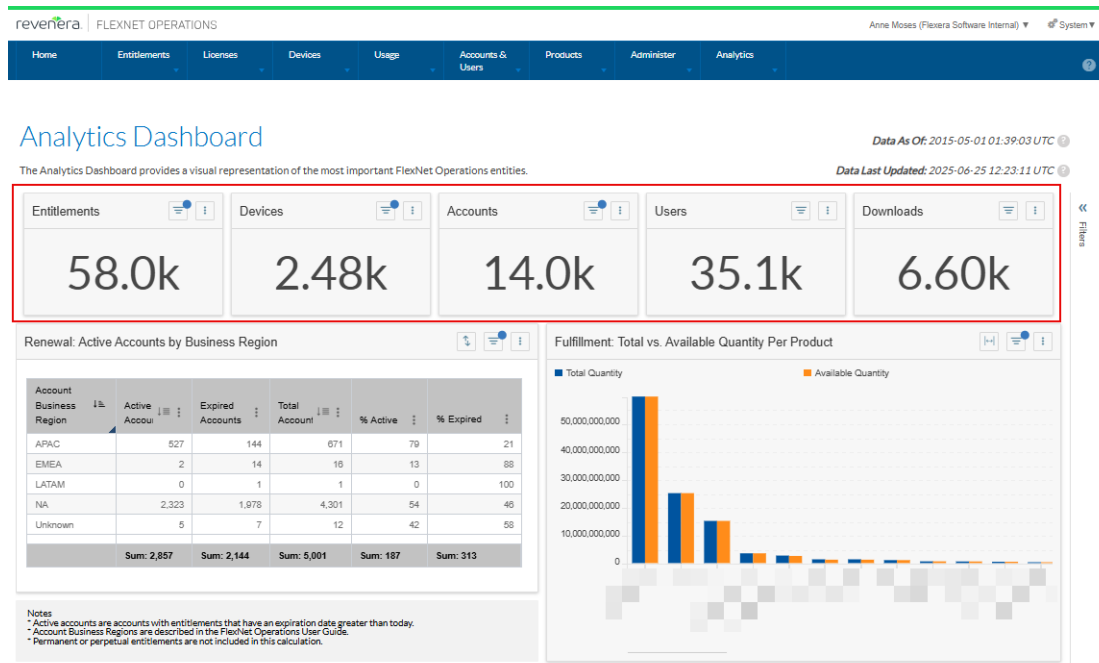 revenera. FLEXNET OPERATIONS
Anne Moses (Flexera Software Internal) ▼ System ▼
Home Entitlements Licenses Devices Usage Accounts & Users Products Administer Analytics
Analytics Dashboard
Data As Of: 2015-05-01 01:39:03 UTC
The Analytics Dashboard provides a visual representation of the most important FlexNet Operations entities.
Data Last Updated: 2025-06-25 12:23:11 UTC
Entitlements Devices Accounts Users Downloads
58.0k 2.48k 14.0k 35.1k 6.60k
Filters
Renewal: Active Accounts by Business Region
Account Business Region Active Accour Expired Accounts Total Accoun % Active % Expired
APAC 527 144 671 79 21
EMEA 2 14 16 13 88
LATAM 0 1 1 0 100
NA 2,323 1,978 4,301 54 46
Unknown 5 7 12 42 58
Sum: 2,857 Sum: 2,144 Sum: 5,001 Sum: 187 Sum: 313
Notes
* Active accounts are accounts with entitlements that have an expiration date greater than today.
* Account Business Regions are described in the FlexNet Operations User Guide.
* Permanent or perpetual entitlements are not included in this calculation.
Fulfillment: Total vs. Available Quantity Per Product
Total Quantity Available Quantity
50,000,000,000
40,000,000,000
30,000,000,000
20,000,000,000
10,000,000,000
0